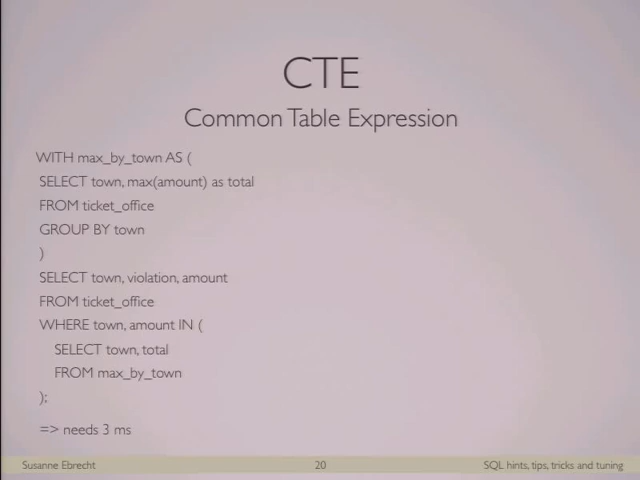 CTE
Common Table Expression
WITH max_by_town AS (
SELECT town, max(amount) as total
FROM ticket_office
GROUP BY town
)
SELECT town, violation, amount
FROM ticket_office
WHERE town, amount IN (
SELECT town, total
FROM max_by_town
);
=> needs 3 ms
Susanne Ebrecht 20 SQL hints, tips, tricks and tuning